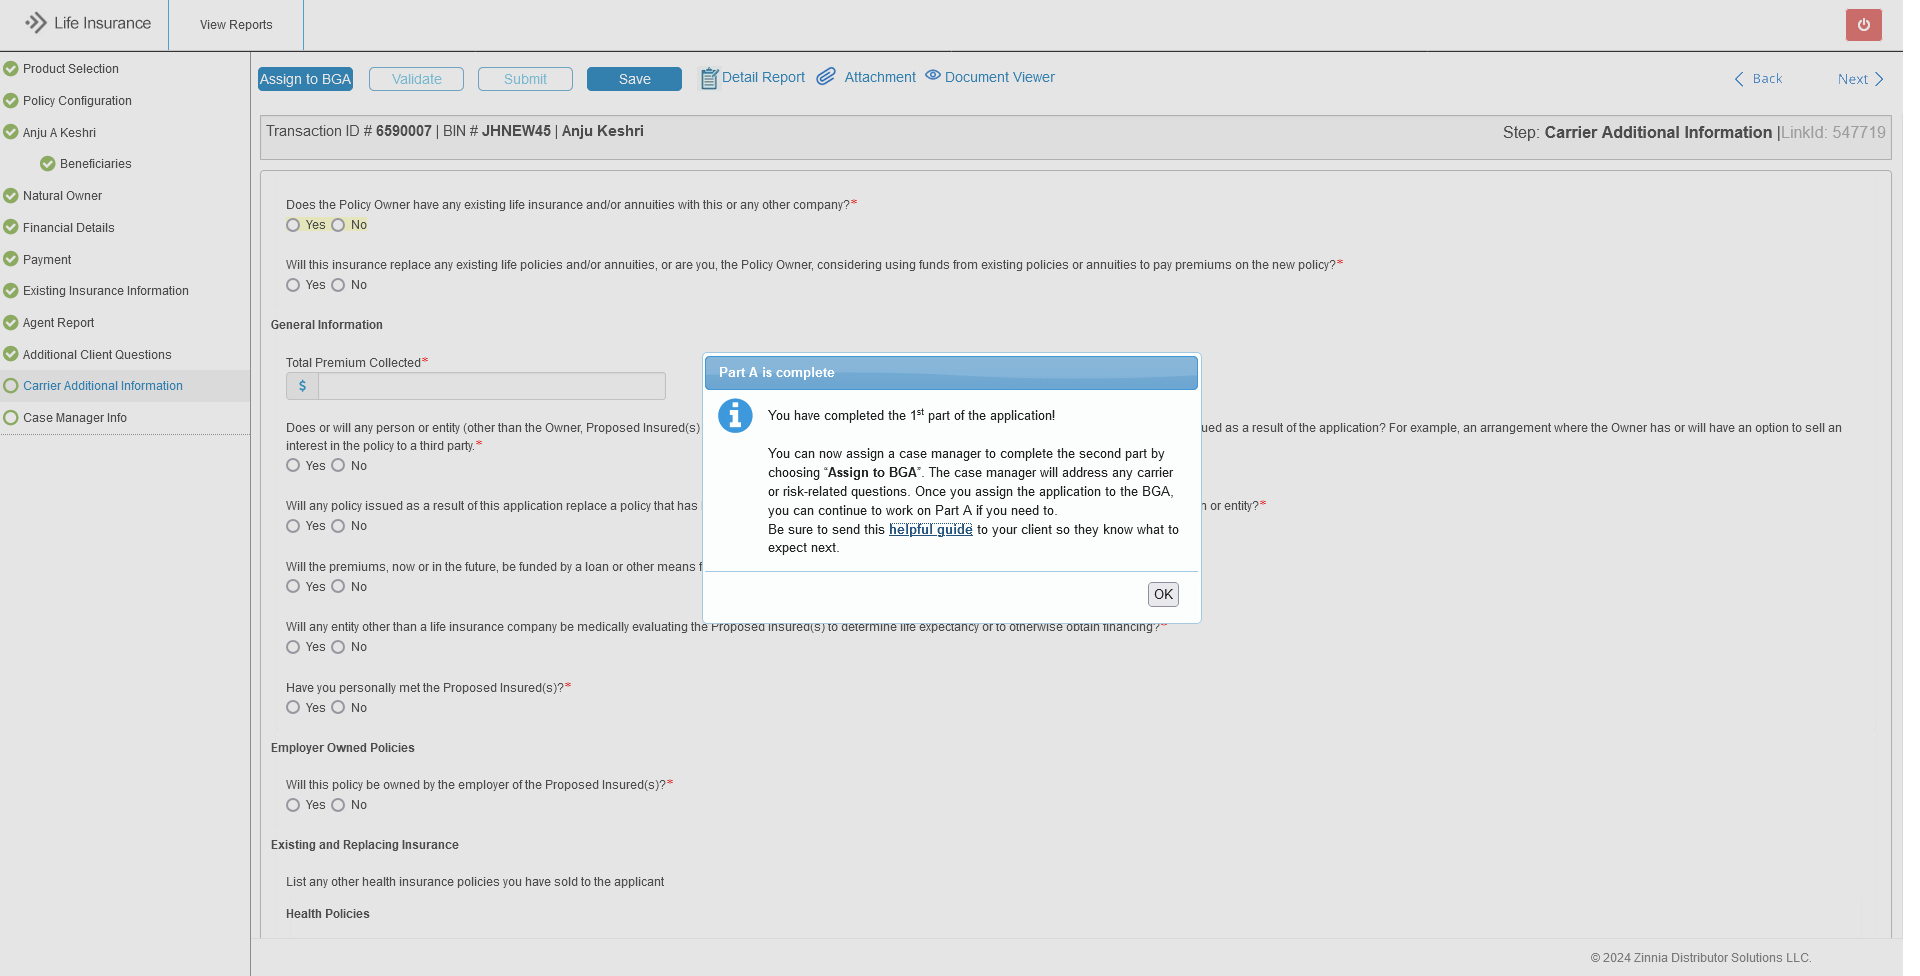 Life Insurance
View Reports
Product Selection
Policy Configuration
Anju A Keshri
Beneficiaries
Natural Owner
Financial Details
Payment
Existing Insurance Information
Agent Report
Additional Client Questions
Carrier Additional Information
Case Manager Info
Assign to BGA
Validate
Submit
Save
Detail Report
Attachment
Document Viewer
Back
Next
Transaction ID # 6590007 | BIN # JHNEW45 | Anju Keshri
Step: Carrier Additional Information |LinkId: 547719
Does the Policy Owner have any existing life insurance and/or annuities with this or any other company?*
Yes No
Will this insurance replace any existing life policies and/or annuities, or are you, the Policy Owner, considering using funds from existing policies or annuities to pay premiums on the new policy?*
Yes No
General Information
Total Premium Collected*
$
Does or will any person or entity (other than the Owner, Proposed Insured(s) ued as a result of the application? For example, an arrangement where the Owner has or will have an option to sell an
interest in the policy to a third party.*
Yes No
Will any policy issued as a result of this application replace a policy that has n or entity?*
Yes No
Will the premiums, now or in the future, be funded by a loan or other means f
Yes No
Will any entity other than a life insurance company be medically evaluating the Proposed Insured(s) to determine life expectancy or to otherwise obtain financing?*
Yes No
Have you personally met the Proposed Insured(s)?*
Yes No
Employer Owned Policies
Will this policy be owned by the employer of the Proposed Insured(s)?*
Yes No
Existing and Replacing Insurance
List any other health insurance policies you have sold to the applicant
Health Policies
Part A is complete
You have completed the 1st part of the application!
You can now assign a case manager to complete the second part by
choosing “Assign to BGA”. The case manager will address any carrier
or risk-related questions. Once you assign the application to the BGA,
you can continue to work on Part A if you need to.
Be sure to send this helpful guide to your client so they know what to
expect next.
OK
© 2024 Zinnia Distributor Solutions LLC.